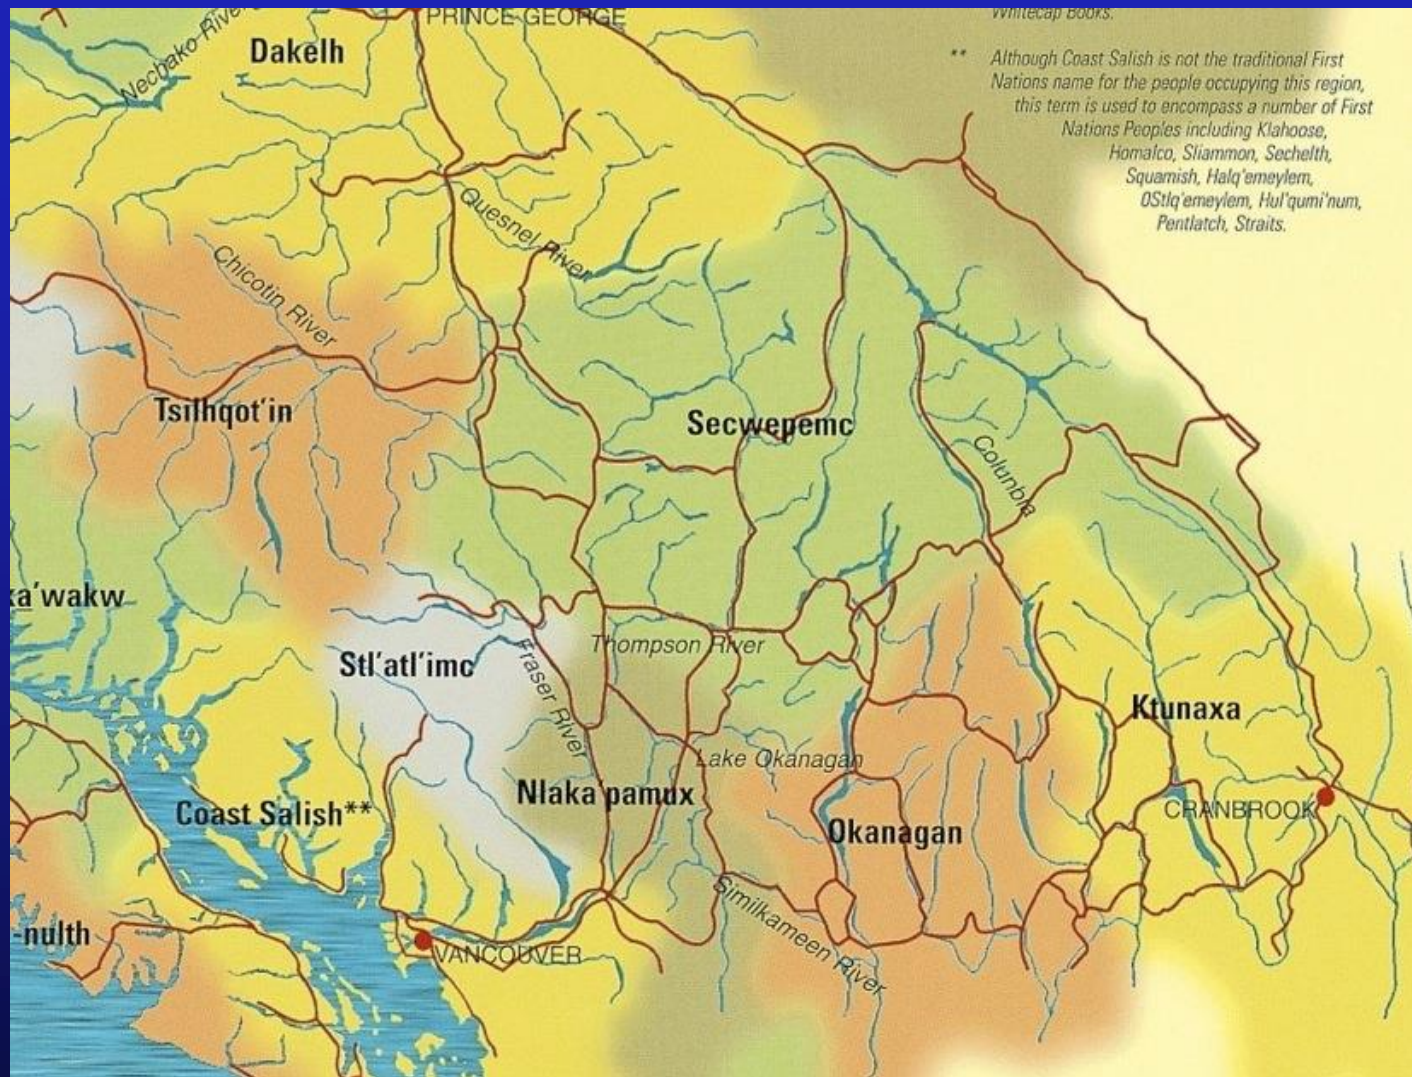 PRINCE GEORGE
Whitecap Books.
Nechako River
Dakelh
** Although Coast Salish is not the traditional First
Nations name for the people occupying this region,
this term is used to encompass a number of First
Nations Peoples including Klahoose,
Homalco, Sliammon, Sechelth,
Squamish, Halq'emeylem,
OStlq'emeylem, Hul'qumi'num,
Pentlatch, Straits.
Quesnel River
Chicotin River
Tsilhqot'in
Secwepemc
Columbia
a'wakw
Thompson River
Stl'atl'imc
Fraser River
Ktunaxa
Lake Okanagan
Nlaka'pamux
Coast Salish**
CRANBROOK
Okanagan
Similkameen River
-nulth
VANCOUVER